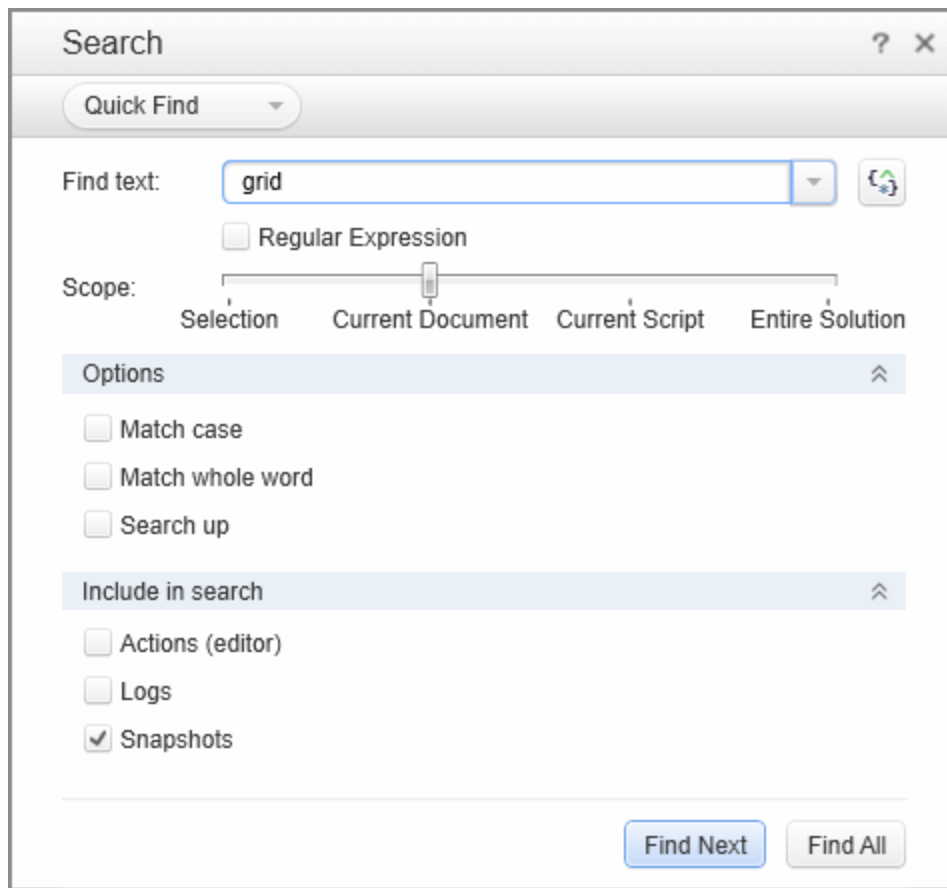 Search ?
Quick Find
Find text: grid
Regular Expression
Scope:
Selection Current Document Current Script Entire Solution
Options
Match case
Match whole word
Search up
Include in search
Actions (editor)
Logs
Snapshots
Find Next Find All